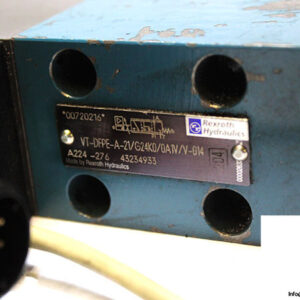 *00720216*
Rexroth
Hydraulics
VT-DFPE-A-21/G24K0/0A1V/V-014
A224 -276 43234933
Made by Rexroth Hydraulics